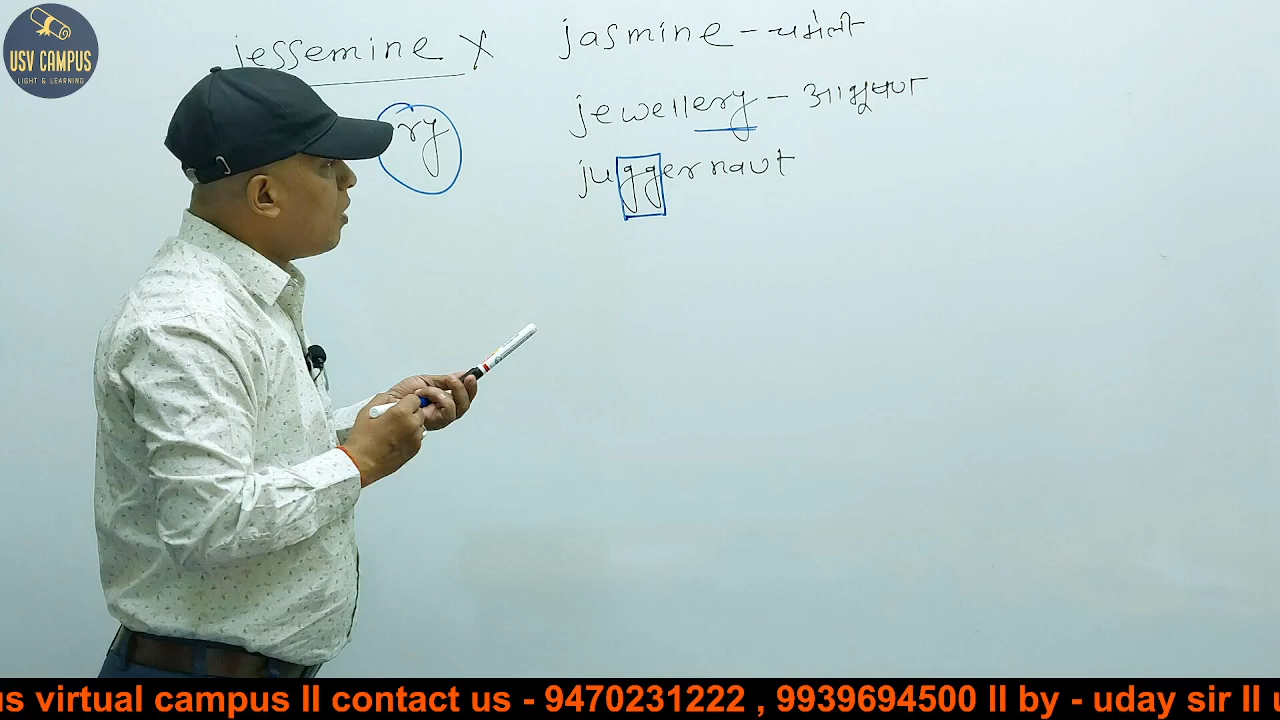 USV CAMPUS
LIGHT & LEARNING
jessemine X
jasmine - चमेली
ry
jewellery - आभूषण
juggernaut
us virtual campus II contact us - 9470231222 , 9939694500 II by - uday sir II u